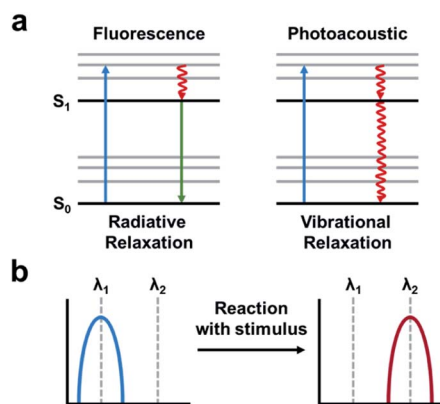 a
Fluorescence
Photoacoustic
S1
S0
Radiative
Relaxation
Vibrational
Relaxation
b
λ1
λ2
Reaction
with stimulus
λ1
λ2